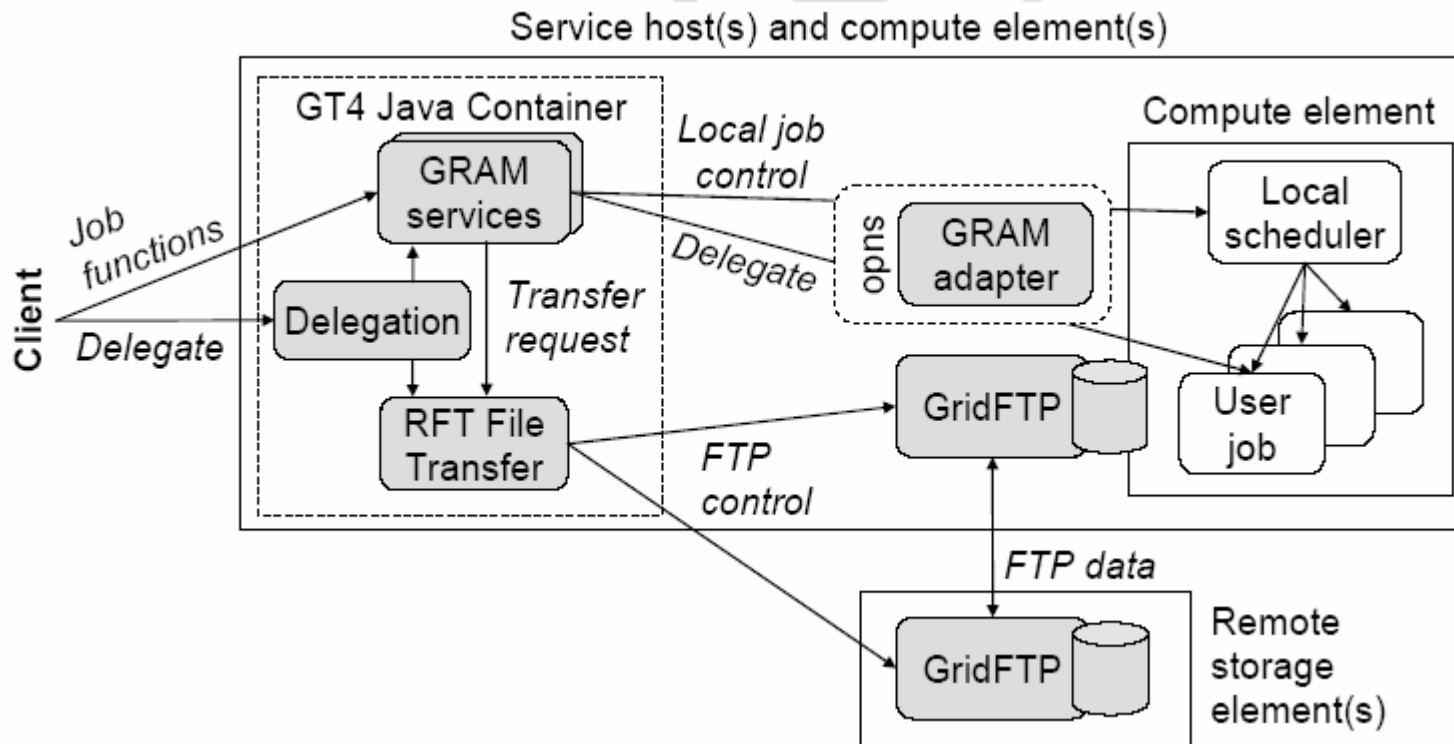 Service host(s) and compute element(s)
GT4 Java Container
GRAM
services
Local job
control
Compute element
Local
scheduler
Job
functions
Delegate
opns
GRAM
adapter
Client
Delegate
Delegation
Transfer
request
GridFTP
User
job
RFT File
Transfer
FTP
control
FTP data
GridFTP
Remote
storage
element(s)